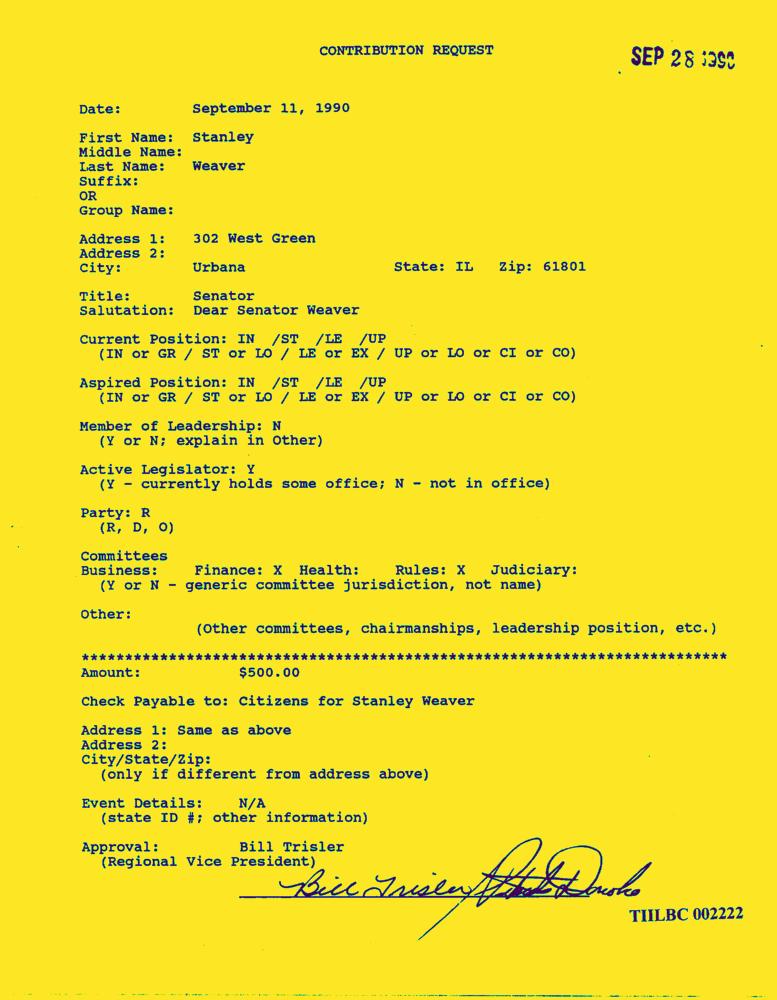 CONTRIBUTION REQUEST
SEP 28 1990
Date: September 11, 1990
First Name: Stanley
Middle Name:
Last Name: Weaver
Suffix:
OR
Group Name:
Address 1: 302 West Green
Address 2:
City: Urbana State: IL Zip: 61801
Title: Senator
Salutation: Dear Senator Weaver
Current Position: IN /ST /LE /UP
(IN or GR / ST or LO / LE or EX / UP or LO or CI or CO)
Aspired Position: IN /ST /LE /UP
(IN or GR / ST or LO / LE or EX / UP or LO or CI or CO)
Member of Leadership: N
(Y or N; explain in Other)
Active Legislator: Y
(Y - currently holds some office; N - not in office)
Party: R
(R, D, O)
Committees
Business: Finance: X Health: Rules: X Judiciary:
(Y or N - generic committee jurisdiction, not name)
Other:
(Other committees, chairmanships, leadership position, etc.)
**************************************************************************
Amount: $500.00
Check Payable to: Citizens for Stanley Weaver
Address 1: Same as above
Address 2:
City/State/Zip:
(only if different from address above)
Event Details: N/A
(state ID #; other information)
Approval: Bill Trisler
(Regional Vice President)
Bill Trisler
TIILBC 002222